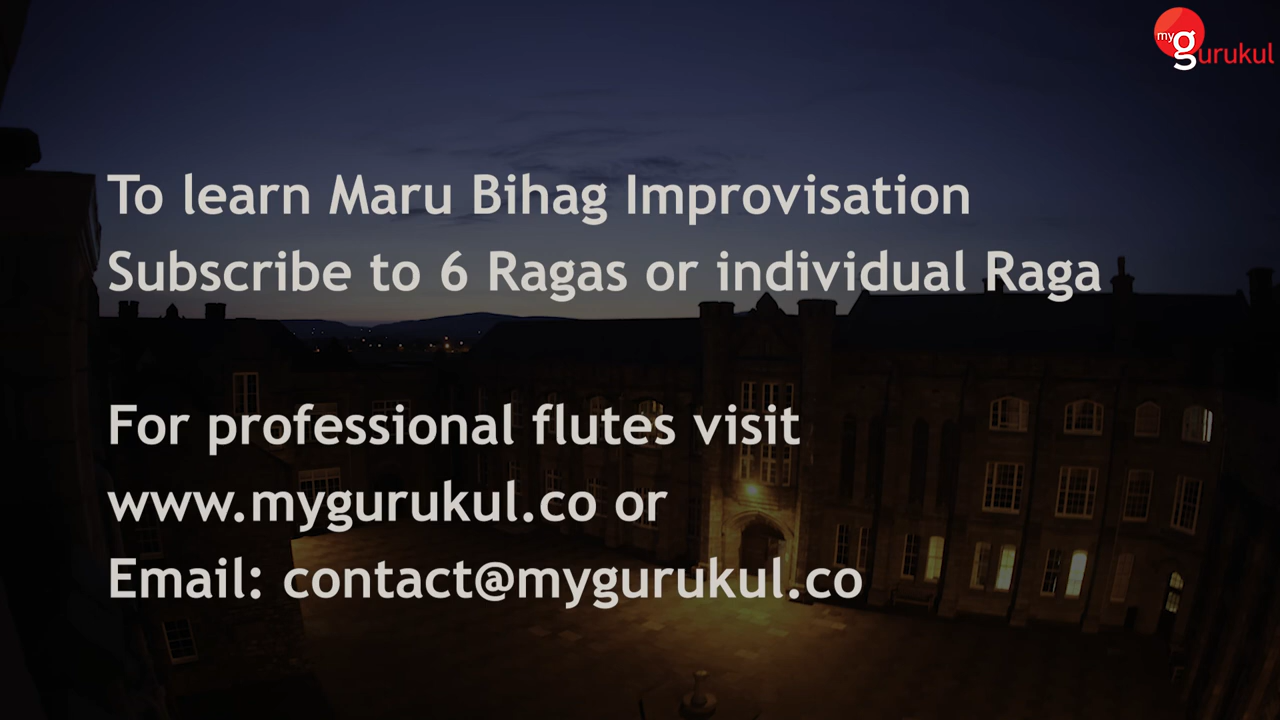 my gurukul
To learn Maru Bihag Improvisation
Subscribe to 6 Ragas or individual Raga
For professional flutes visit
www.mygurukul.co or
Email: contact@mygurukul.co